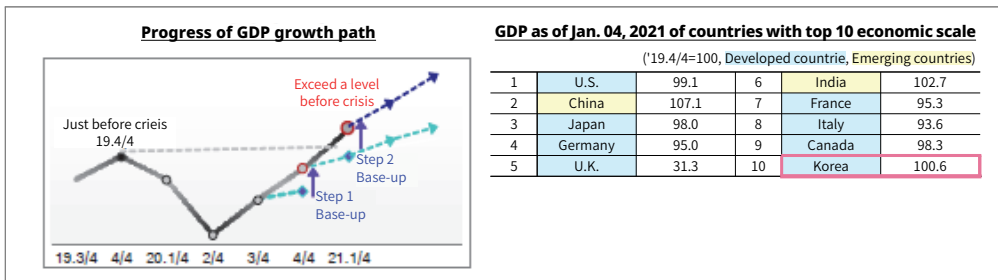 Progress of GDP growth path
Exceed a level
before crisis
Just before crieis
19.4/4
Step 2
Base-up
Step 1
Base-up
19.3/4 4/4 20.1/4 2/4 3/4 4/4 21.1/4
GDP as of Jan. 04, 2021 of countries with top 10 economic scale
('19.4/4=100, Developed countrie, Emerging countries)
1 U.S. 99.1 6 India 102.7
2 China 107.1 7 France 95.3
3 Japan 98.0 8 Italy 93.6
4 Germany 95.0 9 Canada 98.3
5 U.K. 31.3 10 Korea 100.6